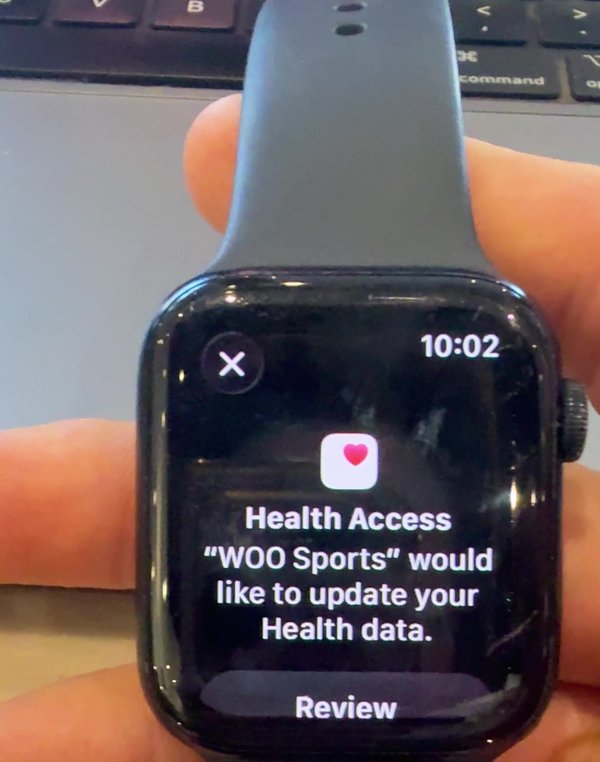 V
B
<
>
.
.
⌘
command
10:02
Health Access
“WOO Sports” would
like to update your
Health data.
Review